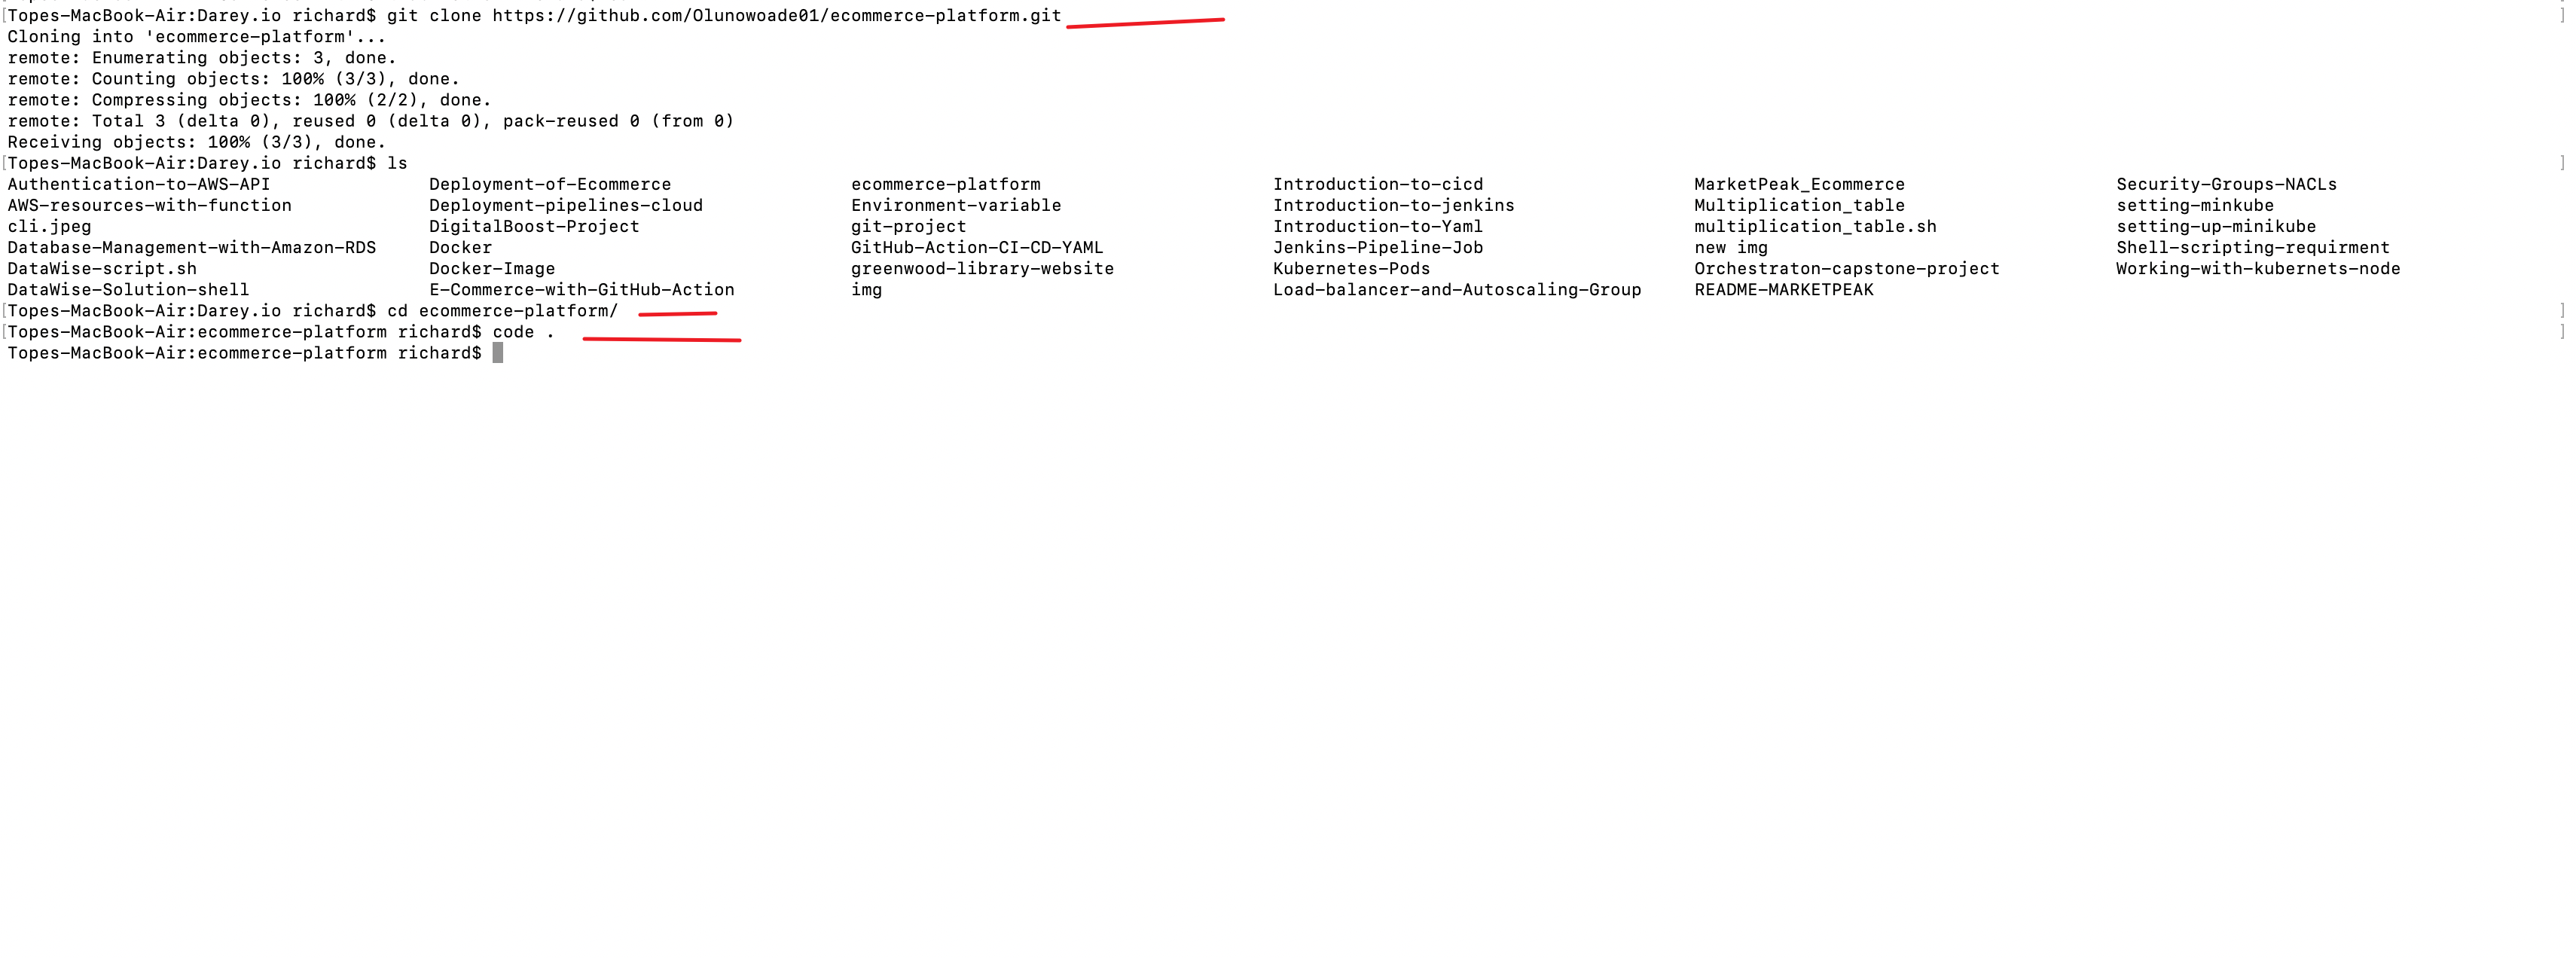 [Topes-MacBook-Air:Darey.io richard$ git clone https://github.com/Olunowoade01/ecommerce-platform.git ]
Cloning into 'ecommerce-platform'...
remote: Enumerating objects: 3, done.
remote: Counting objects: 100% (3/3), done.
remote: Compressing objects: 100% (2/2), done.
remote: Total 3 (delta 0), reused 0 (delta 0), pack-reused 0 (from 0)
Receiving objects: 100% (3/3), done.
[Topes-MacBook-Air:Darey.io richard$ ls ]
Authentication-to-AWS-API Deployment-of-Ecommerce ecommerce-platform Introduction-to-cicd MarketPeak_Ecommerce Security-Groups-NACLs
AWS-resources-with-function Deployment-pipelines-cloud Environment-variable Introduction-to-jenkins Multiplication_table setting-minkube
cli.jpeg DigitalBoost-Project git-project Introduction-to-Yaml multiplication_table.sh setting-up-minikube
Database-Management-with-Amazon-RDS Docker GitHub-Action-CI-CD-YAML Jenkins-Pipeline-Job new img Shell-scripting-requirment
DataWise-script.sh Docker-Image greenwood-library-website Kubernetes-Pods Orchestraton-capstone-project Working-with-kubernets-node
DataWise-Solution-shell E-Commerce-with-GitHub-Action img Load-balancer-and-Autoscaling-Group README-MARKETPEAK
[Topes-MacBook-Air:Darey.io richard$ cd ecommerce-platform/ ]
[Topes-MacBook-Air:ecommerce-platform richard$ code . ]
Topes-MacBook-Air:ecommerce-platform richard$